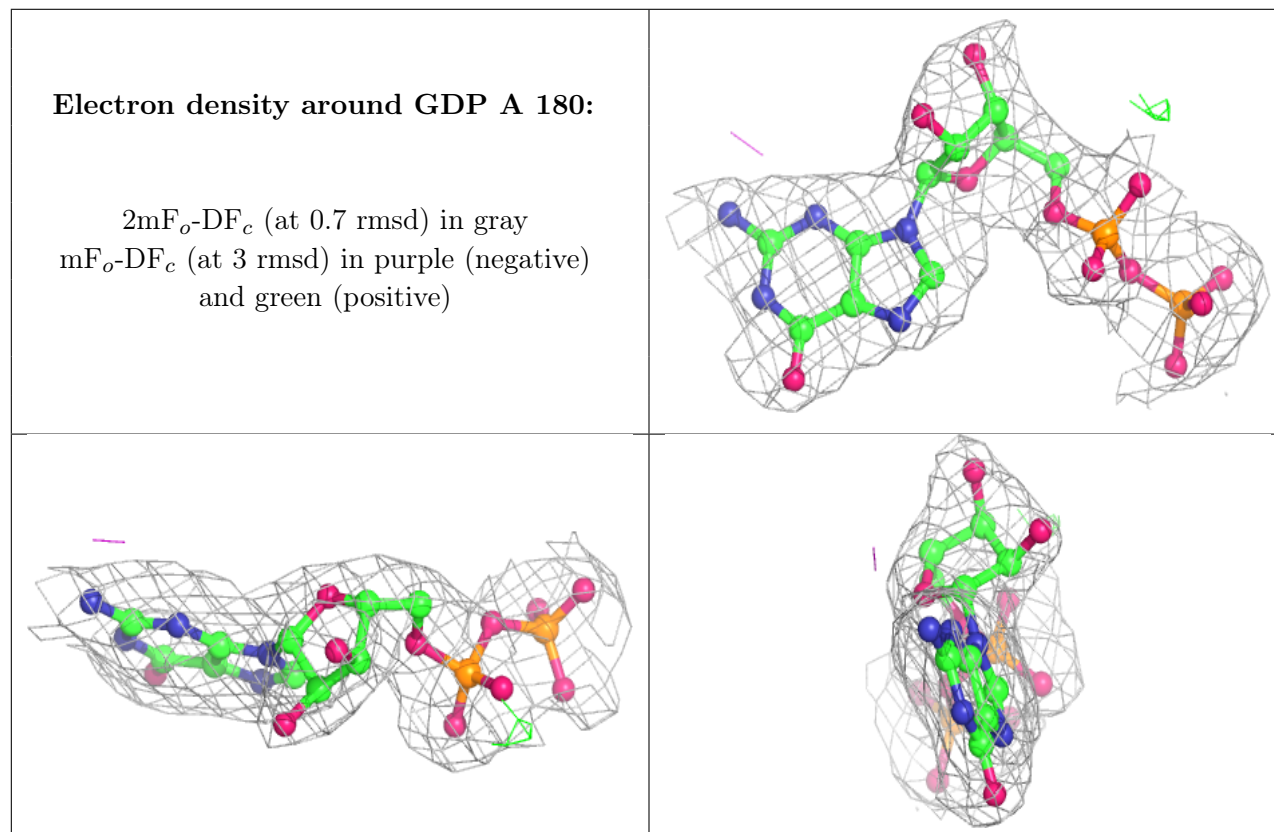 Electron density around GDP A 180:
2mFo-DFc (at 0.7 rmsd) in gray
mFo-DFc (at 3 rmsd) in purple (negative)
and green (positive)